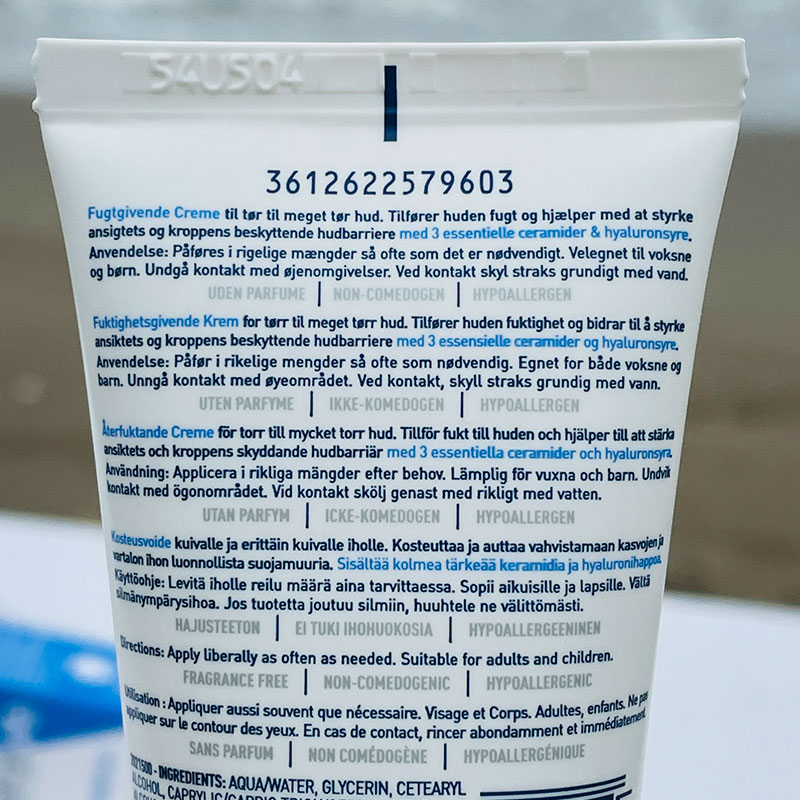 54U504
3612622579603
Fugtgivende Creme til tør til meget tør hud. Tilfører huden fugt og hjælper med at styrke
ansigtets og kroppens beskyttende hudbarriere med 3 essentielle ceramider & hyaluronsyre.
Anvendelse: Påføres i rigelige mængder så ofte som det er nødvendigt. Velegnet til voksne
og børn. Undgå kontakt med øjenomgivelser. Ved kontakt skyl straks grundigt med vand.
UDEN PARFUME | NON-COMEDOGEN | HYPOALLERGEN
Fuktighetsgivende Krem for tørr til meget tørr hud. Tilfører huden fuktighet og bidrar til å styrke
ansiktets og kroppens beskyttende hudbarriere med 3 essensielle ceramider og hyaluronsyre.
Anvendelse: Påfør i rikelige mengder så ofte som nødvendig. Egnet for både voksne og
barn. Unngå kontakt med øyeområdet. Ved kontakt, skyll straks grundig med vann.
UTEN PARFYME | IKKE-KOMEDOGEN | HYPOALLERGEN
Återfuktande Creme för torr till mycket torr hud. Tillför fukt till huden och hjälper till att stärka
ansiktets och kroppens skyddande hudbarriär med 3 essentiella ceramider och hyaluronsyra.
Användning: Applicera i rikliga mängder efter behov. Lämplig för vuxna och barn. Undvik
kontakt med ögonområdet. Vid kontakt skölj genast med rikligt med vatten.
UTAN PARFYM | ICKE-KOMEDOGEN | HYPOALLERGEN
Kosteusvoide kuivalle ja erittäin kuivalle iholle. Kosteuttaa ja auttaa vahvistamaan kasvojen ja
vartalon ihon luonnollista suojamuuria. Sisältää kolmea tärkeää keramidia ja hyaluronihappoa.
Käyttöohje: Levitä iholle reilu määrä aina tarvittaessa. Sopii aikuisille ja lapsille. Vältä
silmänympärysihoa. Jos tuotetta joutuu silmiin, huuhtele ne välittömästi.
HAJUSTEETON | EI TUKI IHOHUOKOSIA | HYPOALLERGEENINEN
Directions: Apply liberally as often as needed. Suitable for adults and children.
FRAGRANCE FREE | NON-COMEDOGENIC | HYPOALLERGENIC
Utilisation : Appliquer aussi souvent que nécessaire. Visage et Corps. Adultes, enfants. Ne pas
appliquer sur le contour des yeux. En cas de contact, rincer abondamment et immédiatement.
SANS PARFUM | NON COMÉDOGÈNE | HYPOALLERGÉNIQUE
- INGREDIENTS: AQUA/WATER, GLYCERIN, CETEARYL
ALCOHOL,